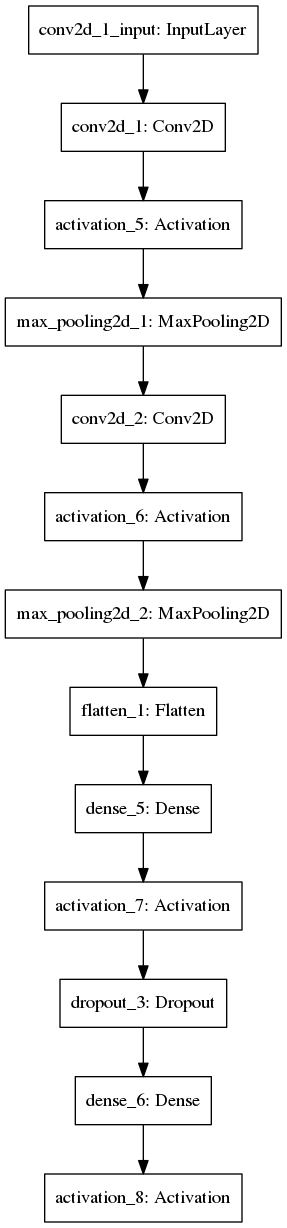 conv2d_1_input: InputLayer
conv2d_1: Conv2D
activation_5: Activation
max_pooling2d_1: MaxPooling2D
conv2d_2: Conv2D
activation_6: Activation
max_pooling2d_2: MaxPooling2D
flatten_1: Flatten
dense_5: Dense
activation_7: Activation
dropout_3: Dropout
dense_6: Dense
activation_8: Activation